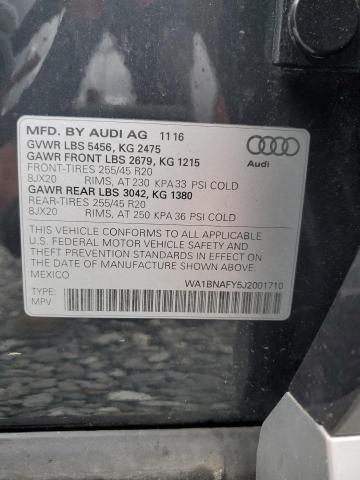 MFD. BY AUDI AG 11 16
GVWR LBS 5456, KG 2475
GAWR FRONT LBS 2679, KG 1215
FRONT-TIRES 255/45 R20
8JX20 RIMS, AT 230 KPA 33 PSI COLD
GAWR REAR LBS 3042, KG 1380
REAR-TIRES 255/45 R20
8JX20 RIMS, AT 250 KPA 36 PSI COLD
Audi
THIS VEHICLE CONFORMS TO ALL APPLICABLE
U.S. FEDERAL MOTOR VEHICLE SAFETY AND
THEFT PREVENTION STANDARDS IN EFFECT ON
THE DATE OF MANUFACTURE SHOWN ABOVE.
MEXICO
WA1BNAFY5J2001710
TYPE:
MPV